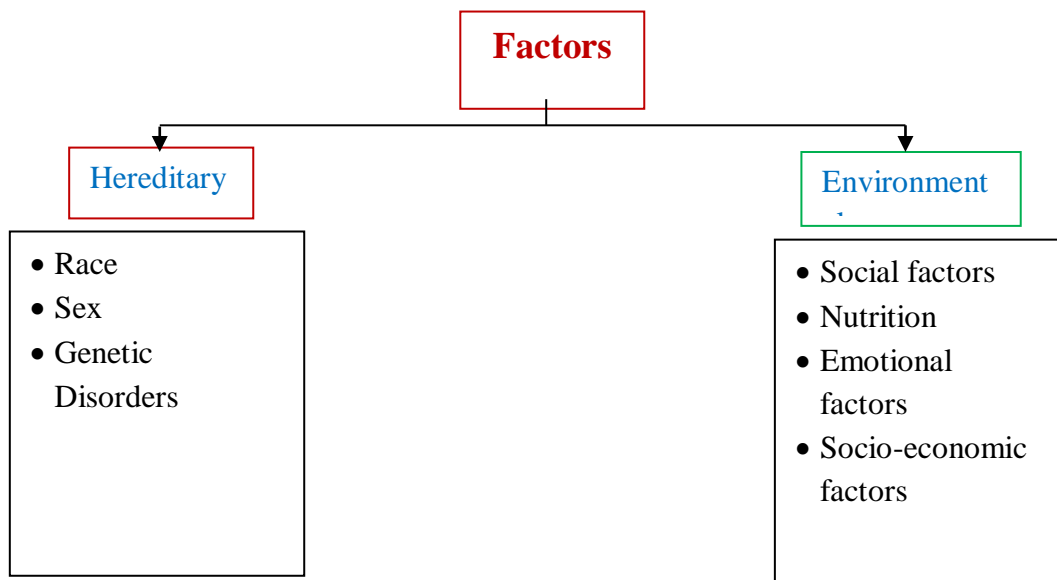 Factors
Hereditary
Environment
• Race
• Sex
• Genetic
Disorders
• Social factors
• Nutrition
• Emotional
factors
• Socio-economic
factors